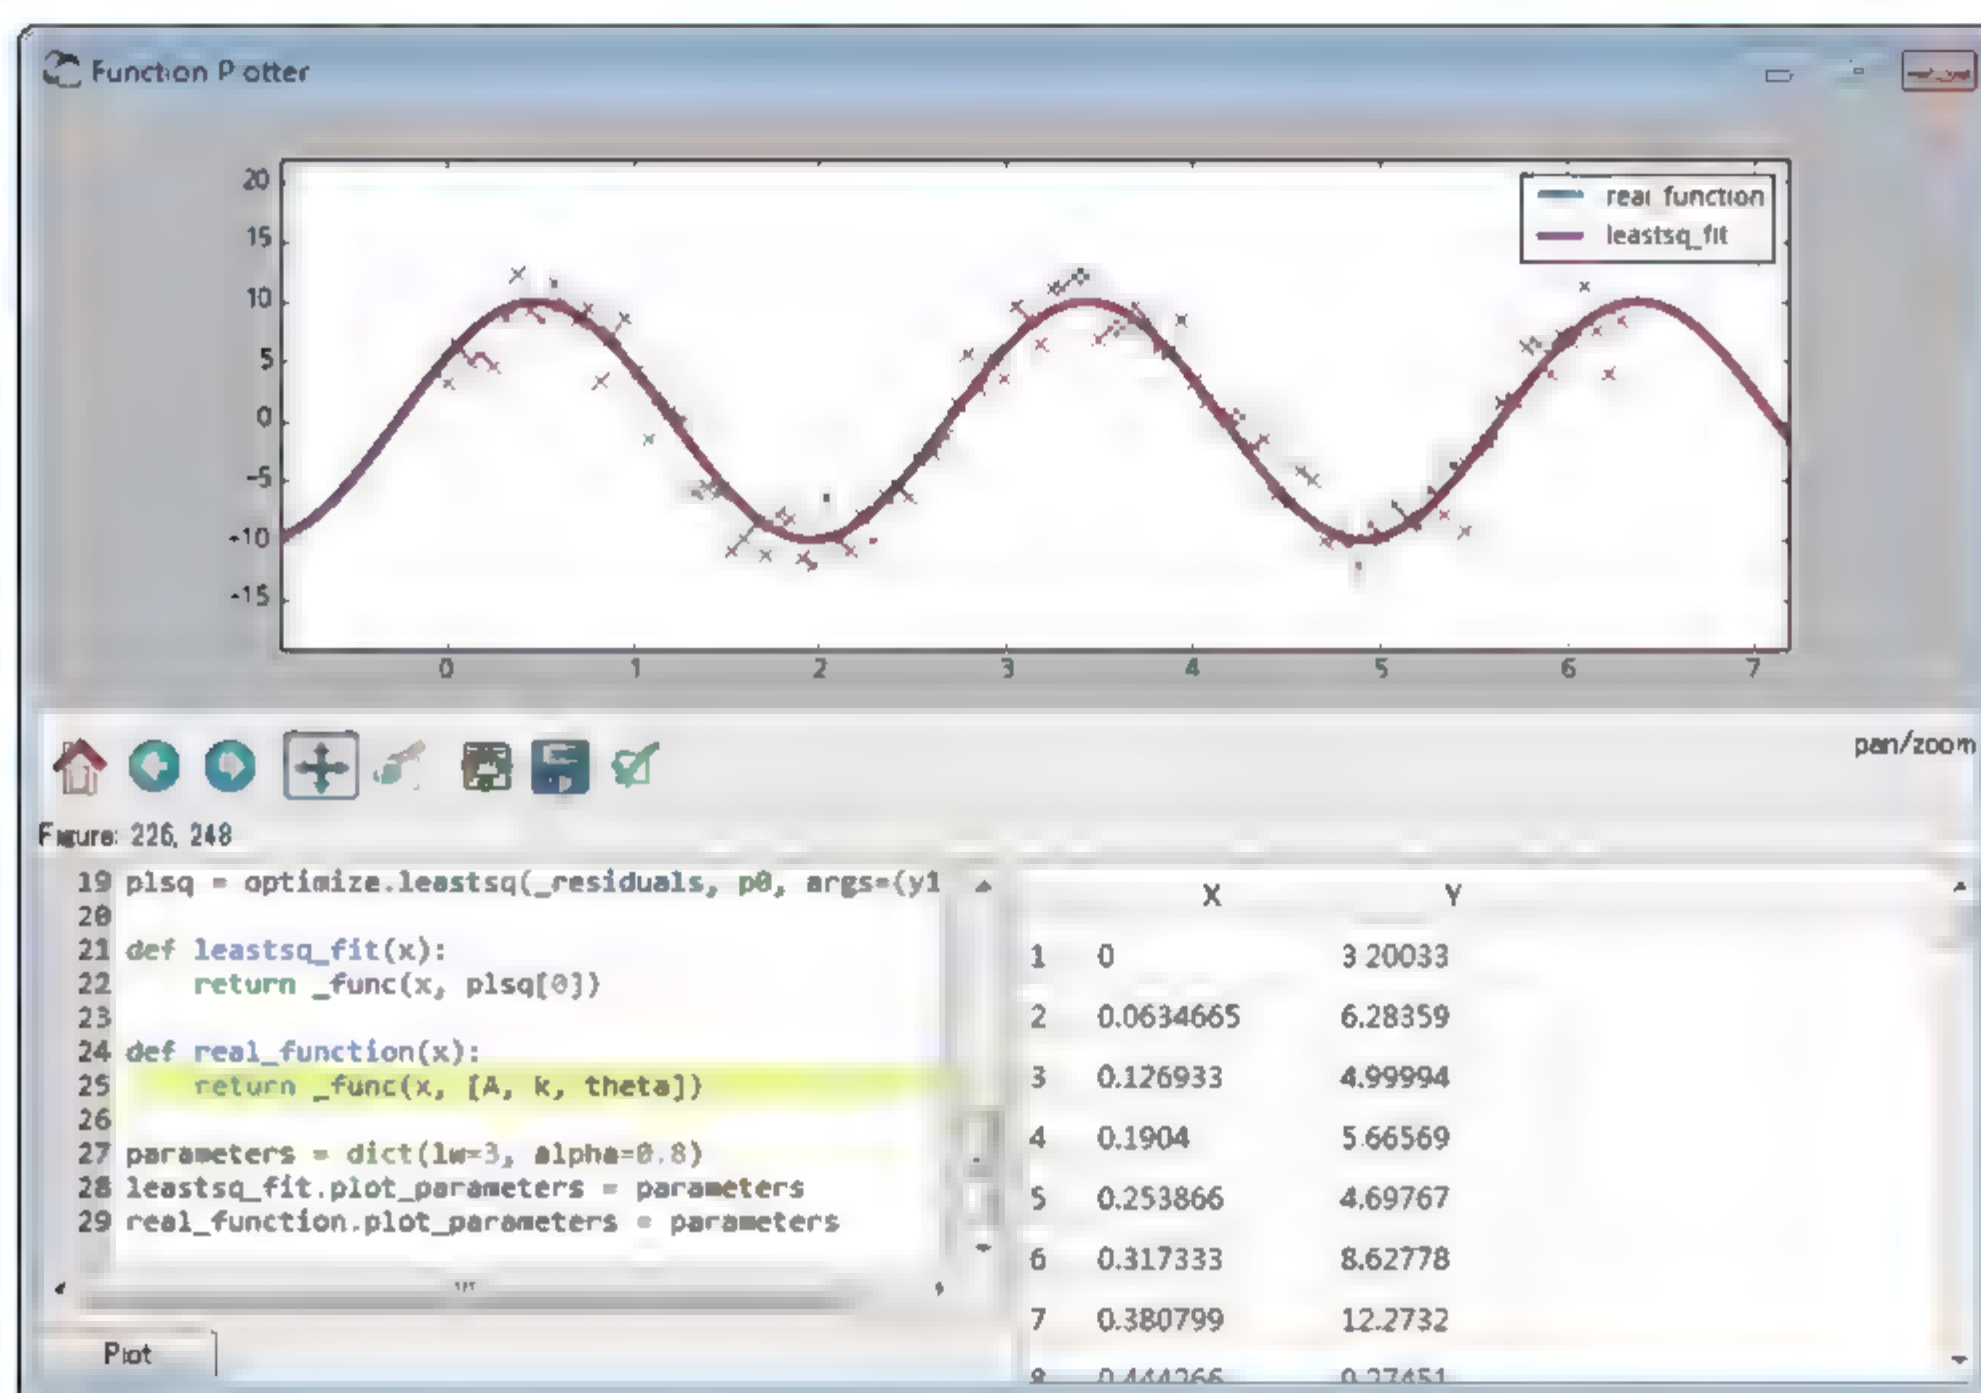 Function Plotter
20
15
10
5
0
-5
-10
-15
real_function
leastsq_fit
0 1 2 3 4 5 6 7
pan/zoom
Figure: 226, 248
19 plsq = optimize.leastsq(_residuals, p0, args=(y1
20
21 def leastsq_fit(x):
22 return _func(x, plsq[0])
23
24 def real_function(x):
25 return _func(x, [A, k, theta])
26
27 parameters = dict(lw=3, alpha=0.8)
28 leastsq_fit.plot_parameters = parameters
29 real_function.plot_parameters = parameters
Plot
X Y
1 0 3.20033
2 0.0634665 6.28359
3 0.126933 4.99994
4 0.1904 5.66569
5 0.253866 4.69767
6 0.317333 8.62778
7 0.380799 12.2732
8 0.444266